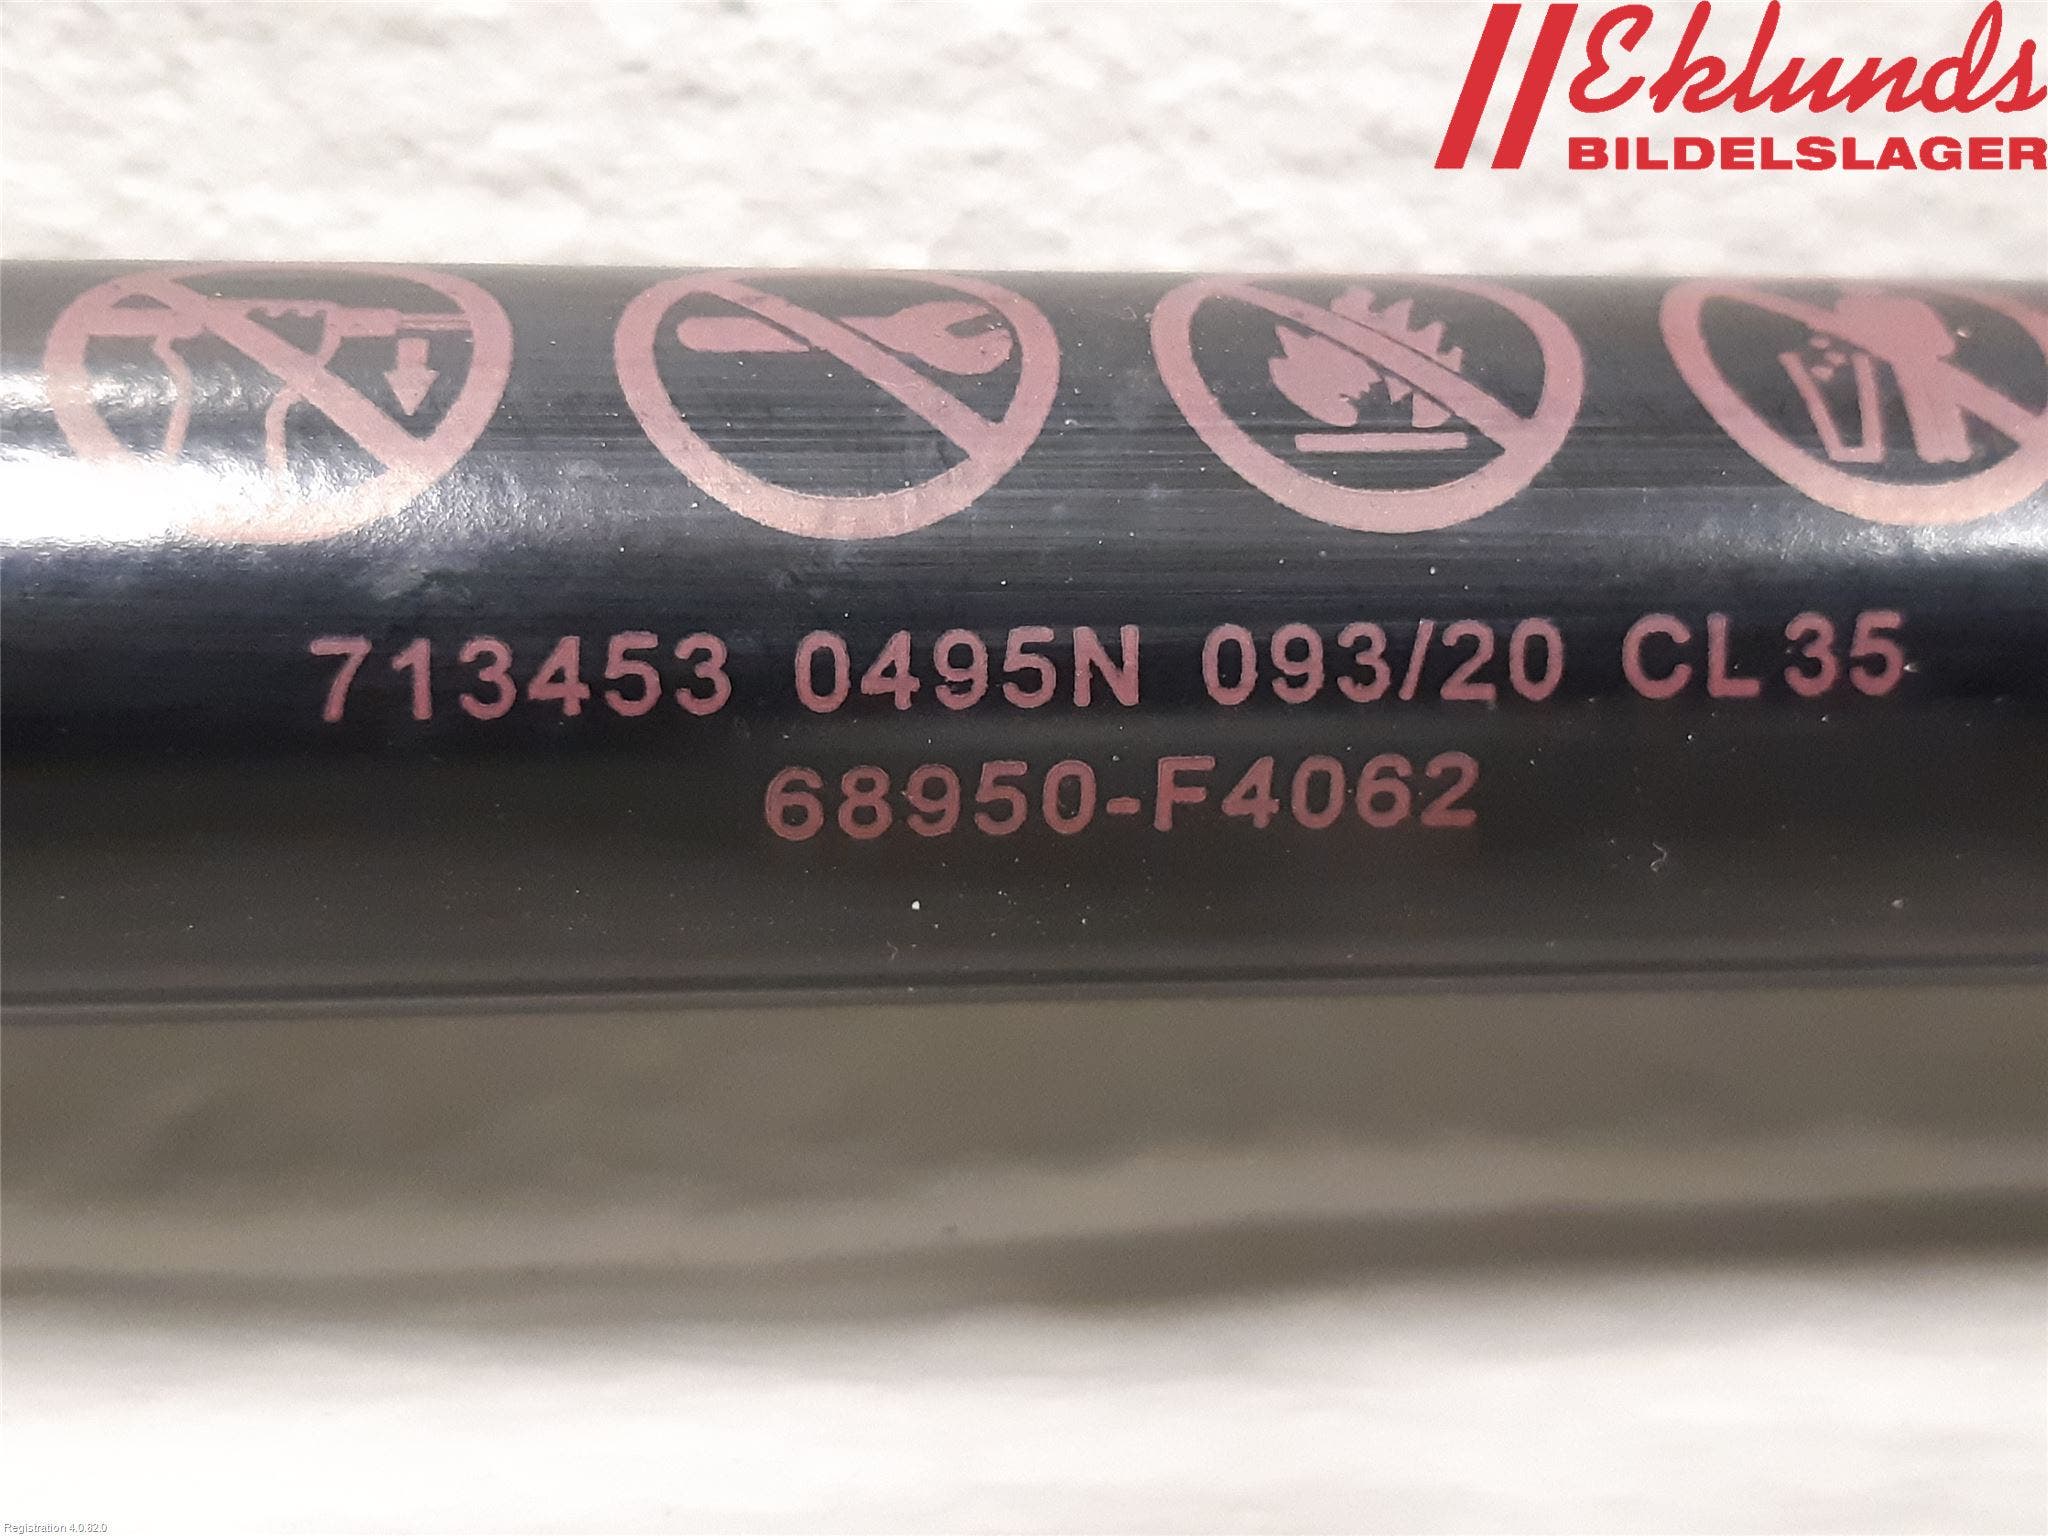 Eklunds
BILDELSLAGER
713453 0495N 093/20 CL35
68950-F4062
Registration 4.0.82.0